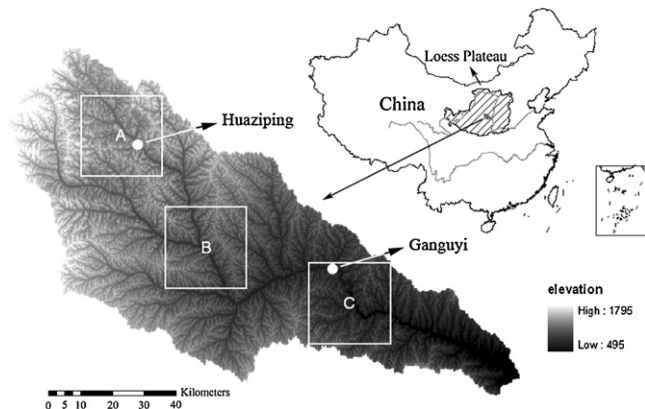 Loess Plateau
China
A
Huaziping
B
Ganguyi
C
elevation
High : 1795
Low : 495
Kilometers
0 5 10 20 30 40